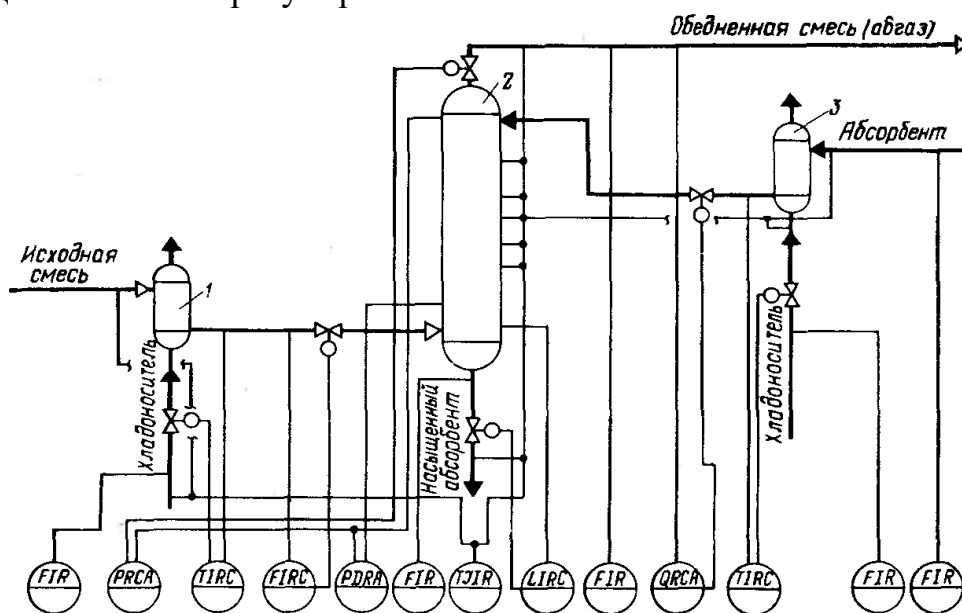 Обедненная смесь (абгаз)
2
3
Абсорбент
Исходная
смесь
1
Хладоноситель
Насыщенный
абсорбент
Хладоноситель
FIR
PRCA
TIRC
FIRC
PDRA
FIR
TJIR
LIRC
FIR
QRCA
TIRC
FIR
FIR